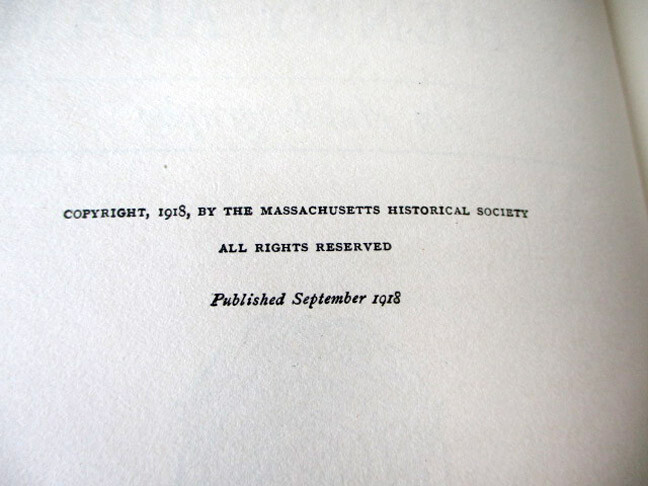 COPYRIGHT, 1918, BY THE MASSACHUSETTS HISTORICAL SOCIETY
ALL RIGHTS RESERVED
Published September 1918